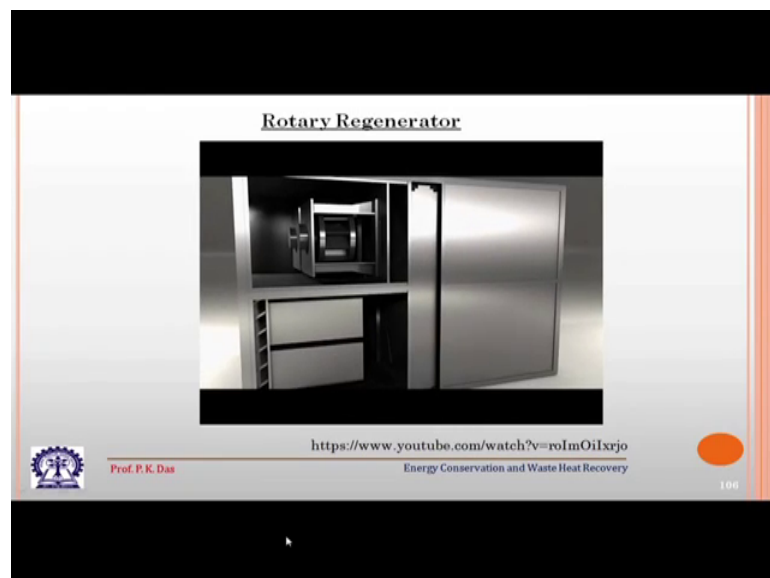 Rotary Regenerator
https://www.youtube.com/watch?v=roImOiIxrjo
Prof. P. K. Das
Energy Conservation and Waste Heat Recovery
106